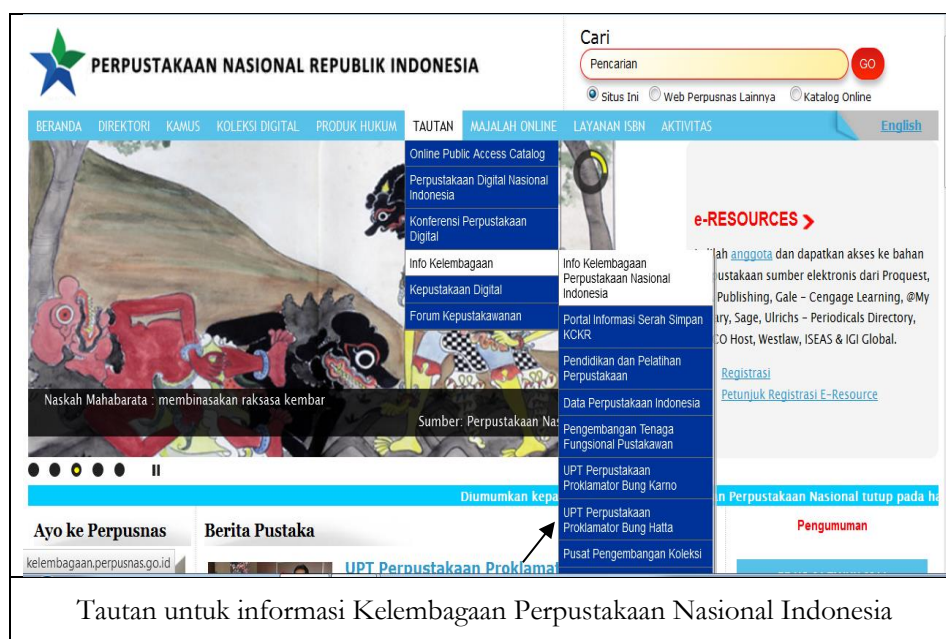 Cari
PERPUSTAKAAN NASIONAL REPUBLIK INDONESIA
Pencarian
GO
Situs Ini Web Perpusnas Lainnya Katalog Online
BERANDA DIREKTORI KAMUS KOLEKSI DIGITAL PRODUK HUKUM TAUTAN MAJALAH ONLINE LAYANAN ISBN AKTIVITAS English
Online Public Access Catalog
Perpustakaan Digital Nasional
Indonesia
Konferensi Perpustakaan
Digital
Info Kelembagaan
Kepustakaan Digital
Forum Kepustakawanan
Info Kelembagaan
Perpustakaan Nasional
Indonesia
Portal Informasi Serah Simpan
KCKR
Pendidikan dan Pelatihan
Perpustakaan
Data Perpustakaan Indonesia
Pengembangan Tenaga
Fungsional Pustakawan
UPT Perpustakaan
Proklamator Bung Karno
UPT Perpustakaan
Proklamator Bung Hatta
Pusat Pengembangan Koleksi
e-RESOURCES
anggota dan dapatkan akses ke bahan
sumber elektronis dari Proquest,
Publishing, Gale – Cengage Learning, @My
Sage, Ulrichs – Periodicals Directory,
Host, Westlaw, ISEAS & IGI Global.
Registrasi
Petunjuk Registrasi E-Resource
Naskah Mahabarata : membinasakan raksasa kembar
Sumber: Perpustakaan Nas
Diumumkan kepa
Perpustakaan Nasional tutup pada ha
Ayo ke Perpusnas
Berita Pustaka
Pengumuman
kelembagaan.perpusnas.go.id
UPT Perpustakaan Proklamat
Tautan untuk informasi Kelembagaan Perpustakaan Nasional Indonesia